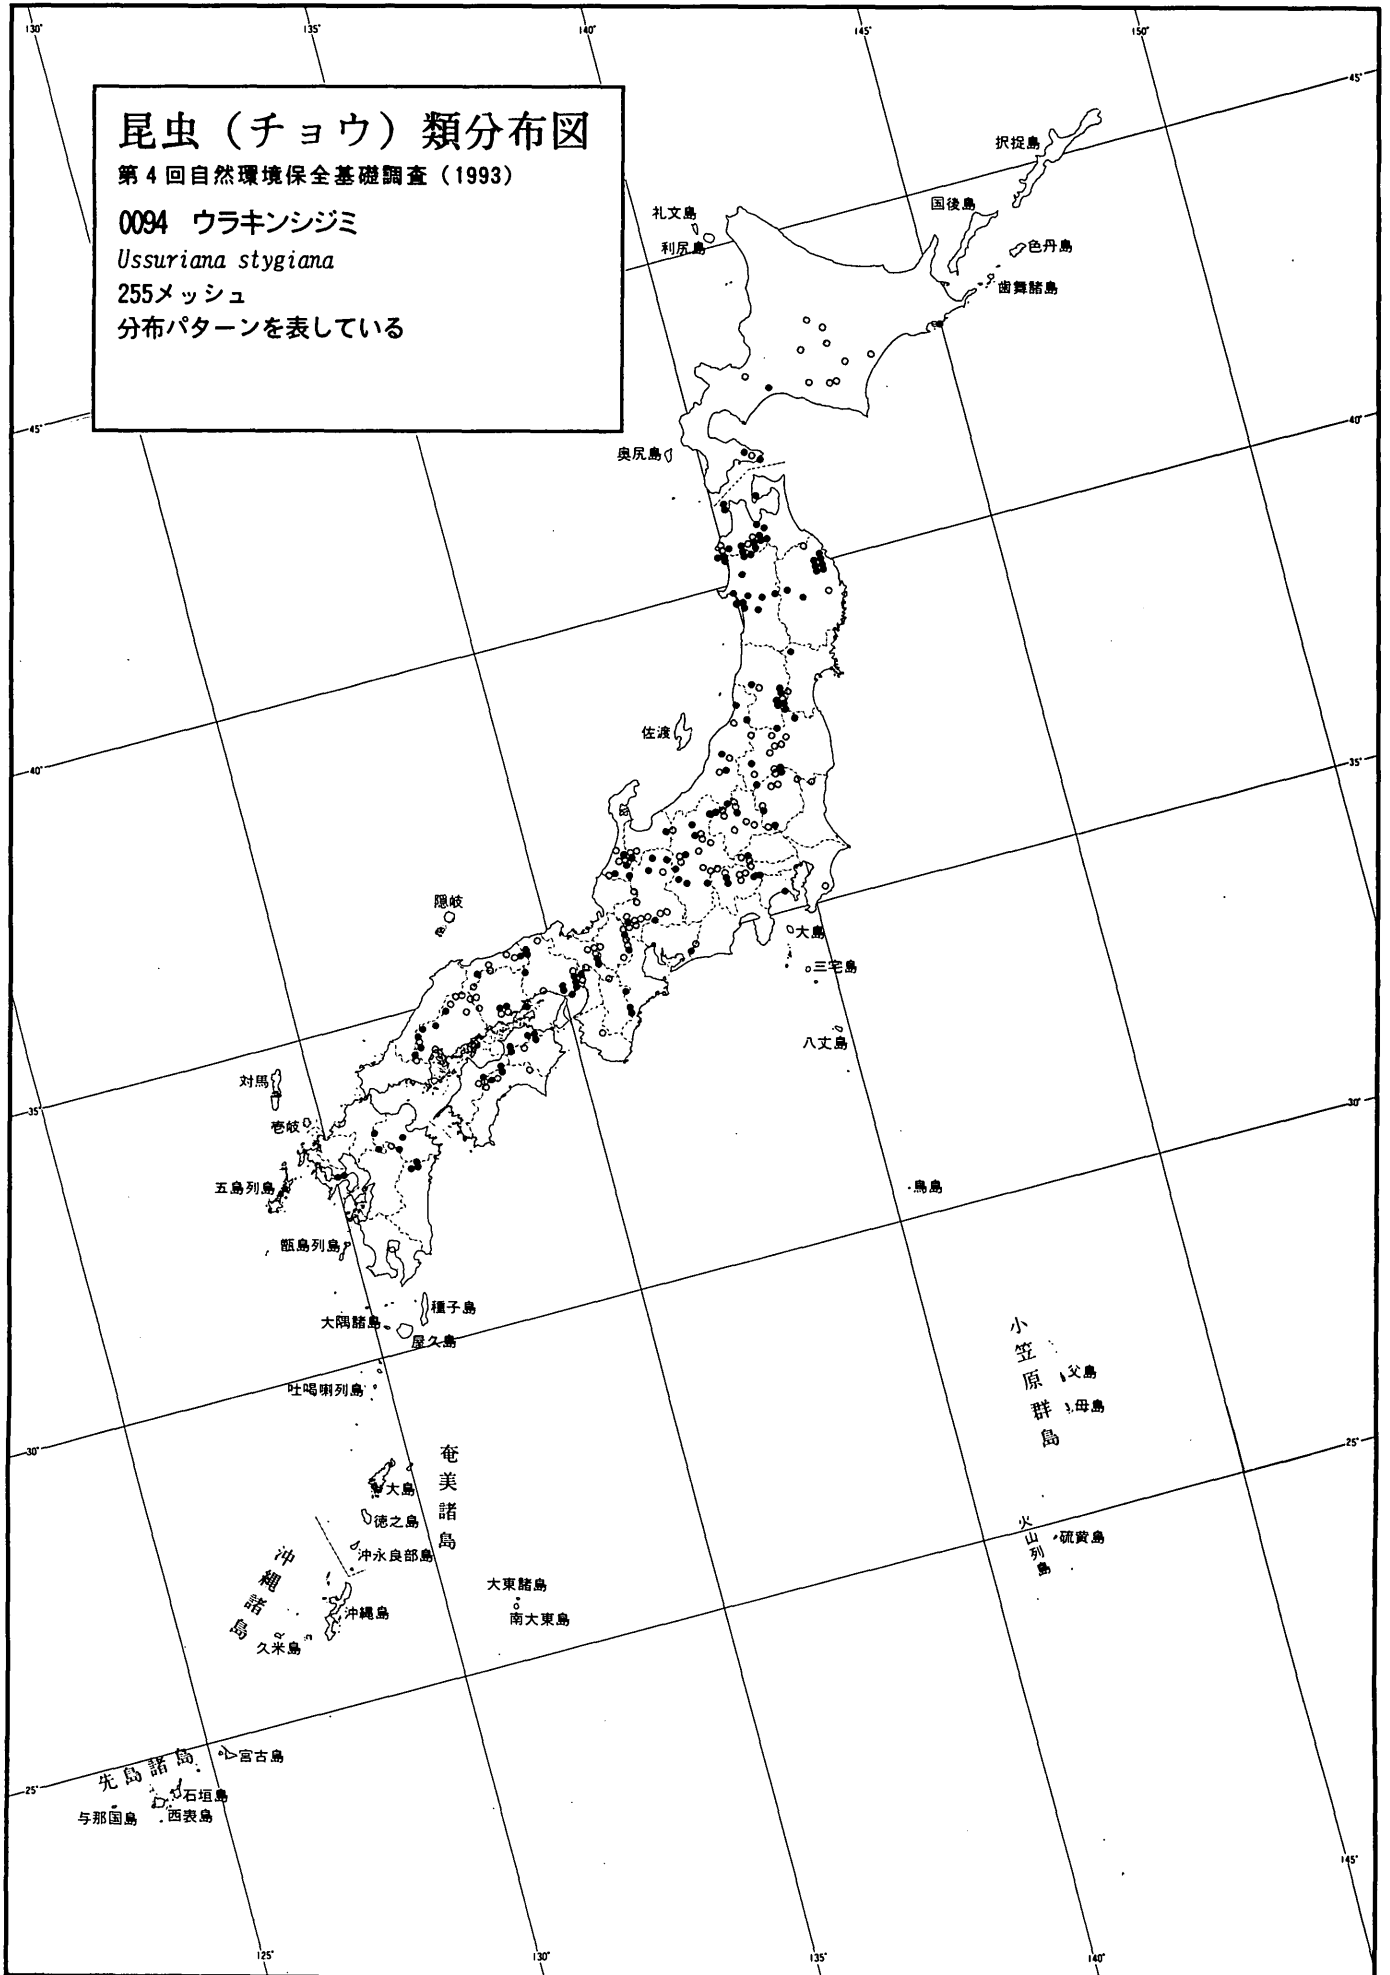 130°
135°
140°
145°
150°
45°
昆虫（チョウ）類分布図
第4回自然環境保全基礎調査（1993）
0094 ウラキンシジミ
Ussuriana stygiana
255メッシュ
分布パターンを表している
択捉島
国後島
色丹島
歯舞諸島
礼文島
利尻島
45°
40°
奥尻島
佐渡
40°
35°
隠岐
大島
三宅島
八丈島
対馬
壱岐
35°
30°
五島列島
鳥島
甑島列島
種子島
大隅諸島
屋久島
吐噶喇列島
小笠原群島
父島
母島
30°
25°
奄美諸島
大島
徳之島
沖永良部島
火山列島
硫黄島
沖縄諸島
沖縄島
久米島
大東諸島
南大東島
先島諸島
宮古島
25°
石垣島
与那国島
西表島
145°
125°
130°
135°
140°